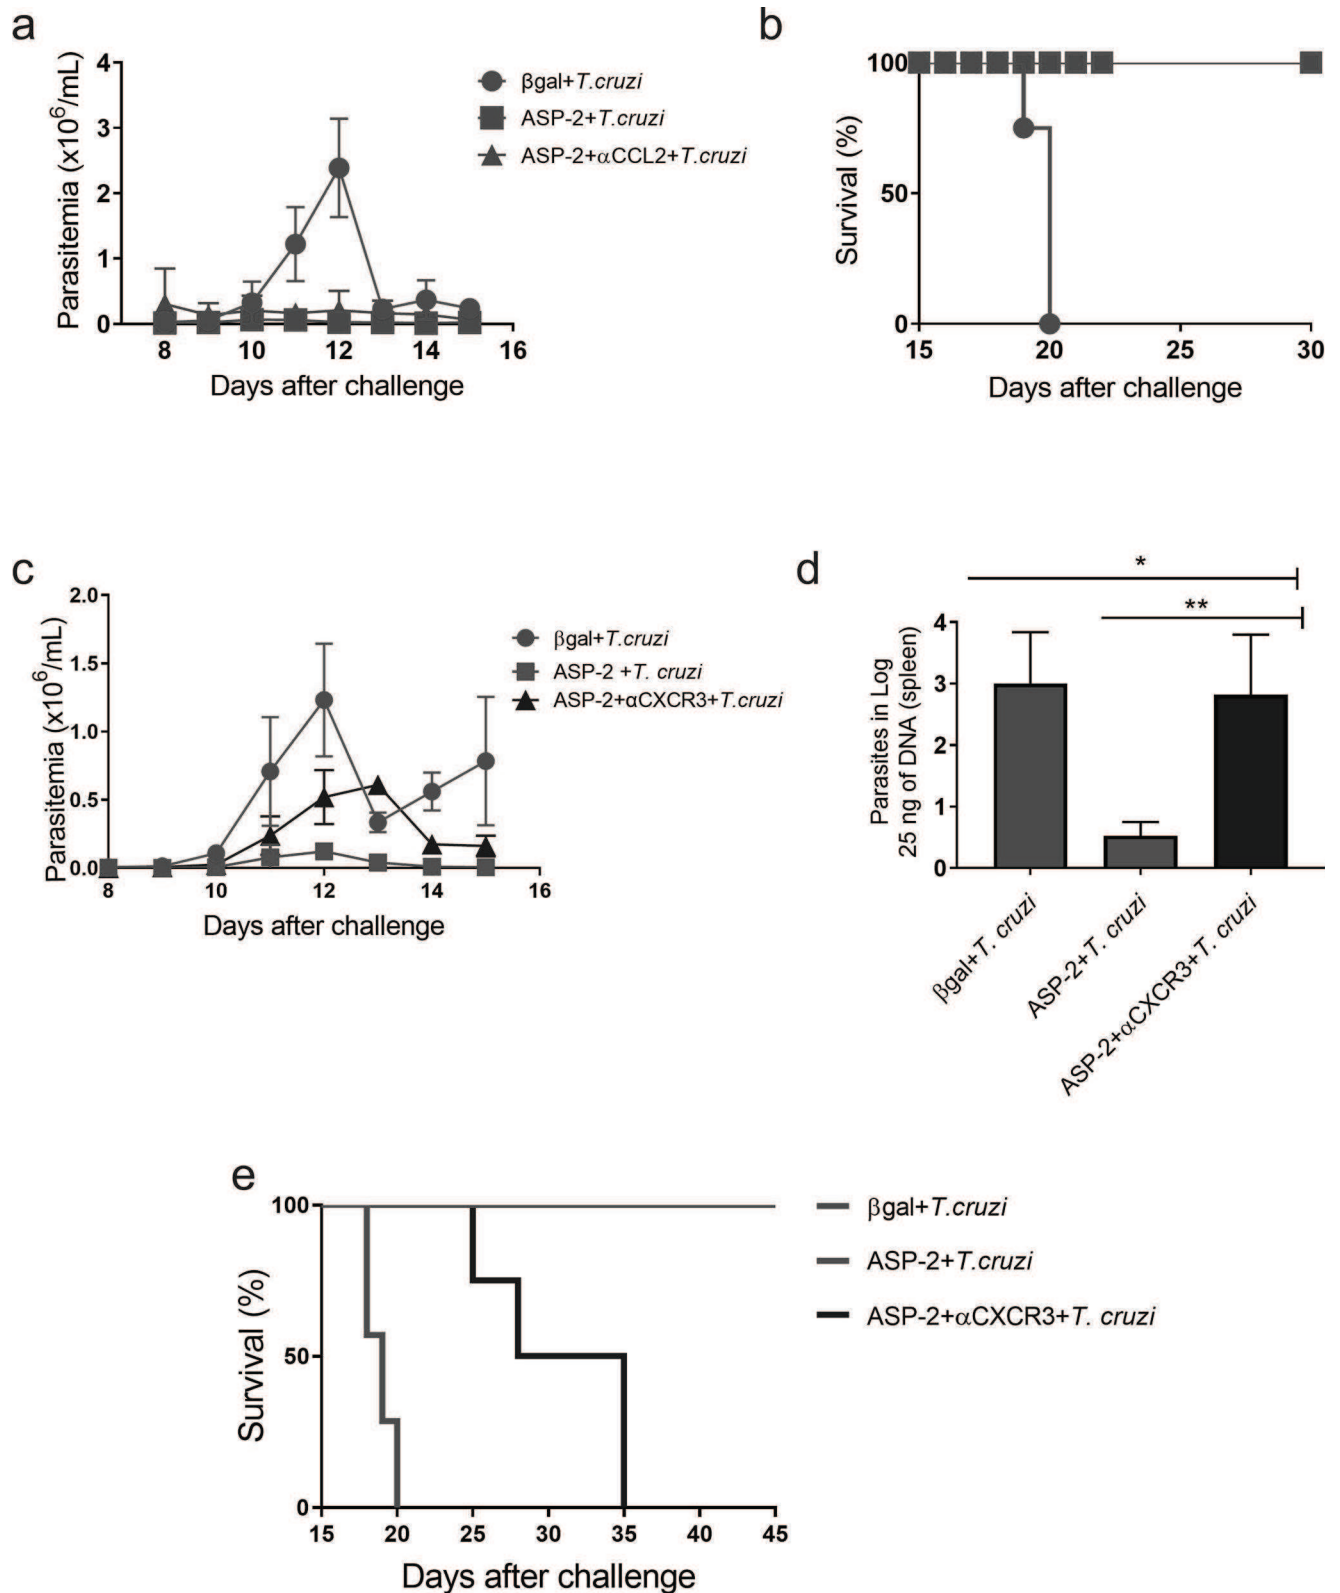 a
Parasitemia (x10⁶/mL)
4
3
2
1
0
8 10 12 14 16
Days after challenge
βgal+T.cruzi
ASP-2+T.cruzi
ASP-2+αCCL2+T.cruzi
b
Survival (%)
100
50
0
15 20 25 30
Days after challenge
c
Parasitemia (x10⁶/mL)
2.0
1.5
1.0
0.5
0.0
8 10 12 14 16
Days after challenge
βgal+T.cruzi
ASP-2 +T. cruzi
ASP-2+αCXCR3+T.cruzi
d
*
**
Parasites in Log
25 ng of DNA (spleen)
4
3
2
1
0
βgal+T. cruzi
ASP-2+T. cruzi
ASP-2+αCXCR3+T. cruzi
e
Survival (%)
100
50
0
15 20 25 30 35 40 45
Days after challenge
βgal+T.cruzi
ASP-2+T.cruzi
ASP-2+αCXCR3+T. cruzi